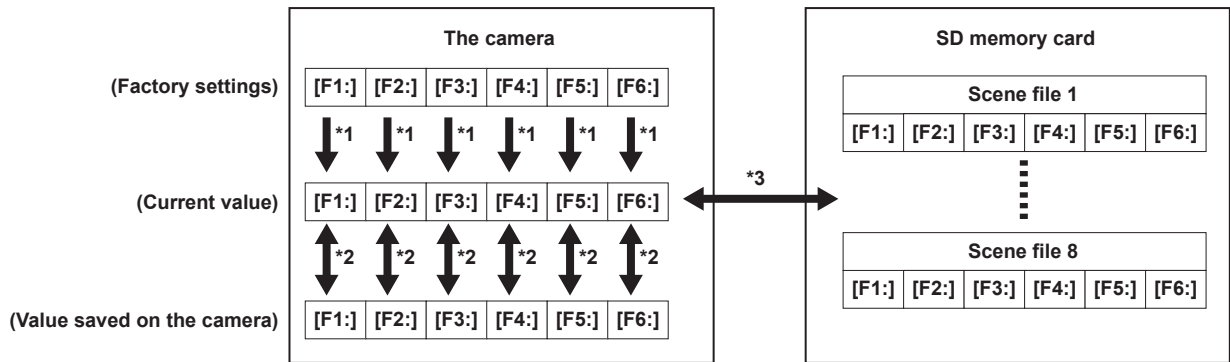 The camera
SD memory card
(Factory settings)
[F1:] [F2:] [F3:] [F4:] [F5:] [F6:]
Scene file 1
[F1:] [F2:] [F3:] [F4:] [F5:] [F6:]
*1 *1 *1 *1 *1 *1
*3
(Current value)
[F1:] [F2:] [F3:] [F4:] [F5:] [F6:]
*2 *2 *2 *2 *2 *2
Scene file 8
[F1:] [F2:] [F3:] [F4:] [F5:] [F6:]
(Value saved on the camera)
[F1:] [F2:] [F3:] [F4:] [F5:] [F6:]